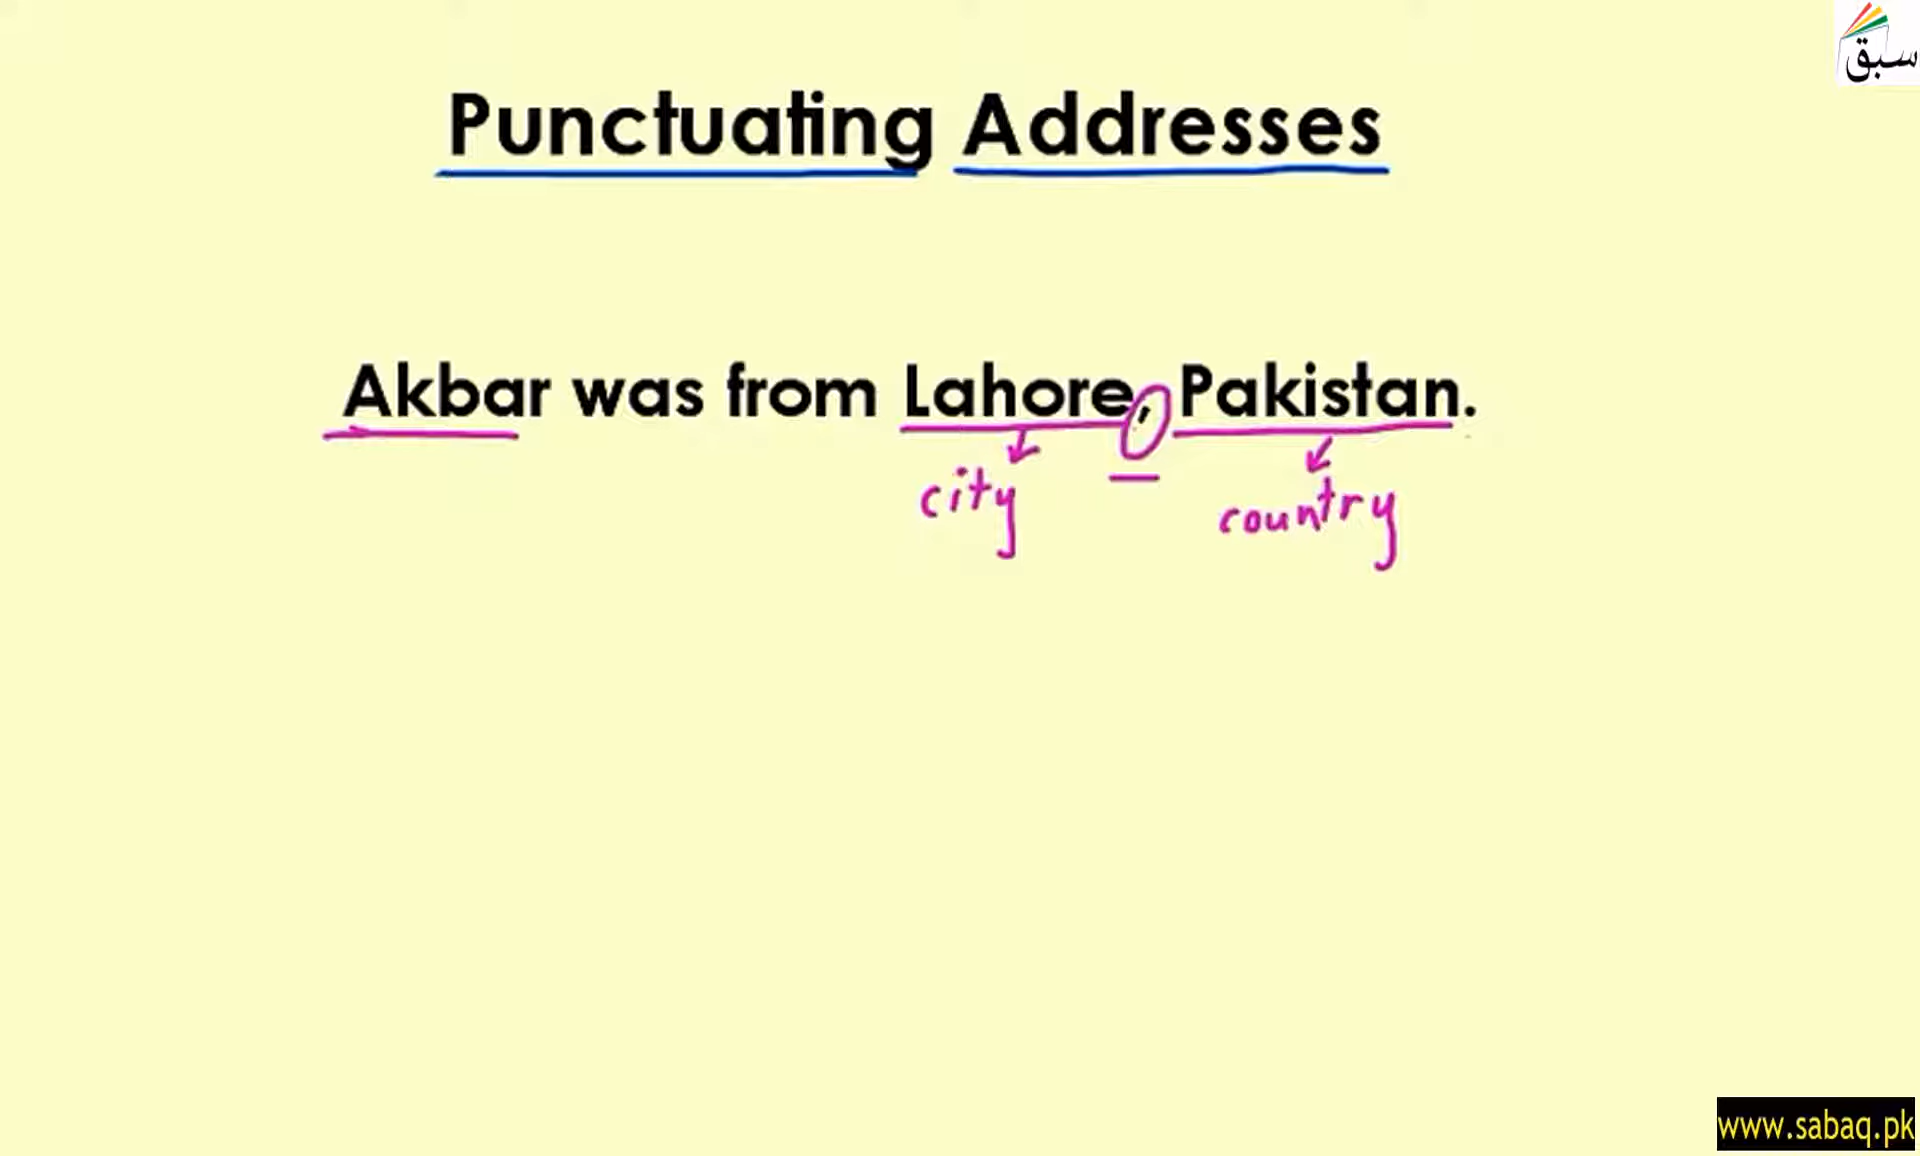 سبق
Punctuating Addresses
Akbar was from Lahore, Pakistan.
city
country
www.sabaq.pk